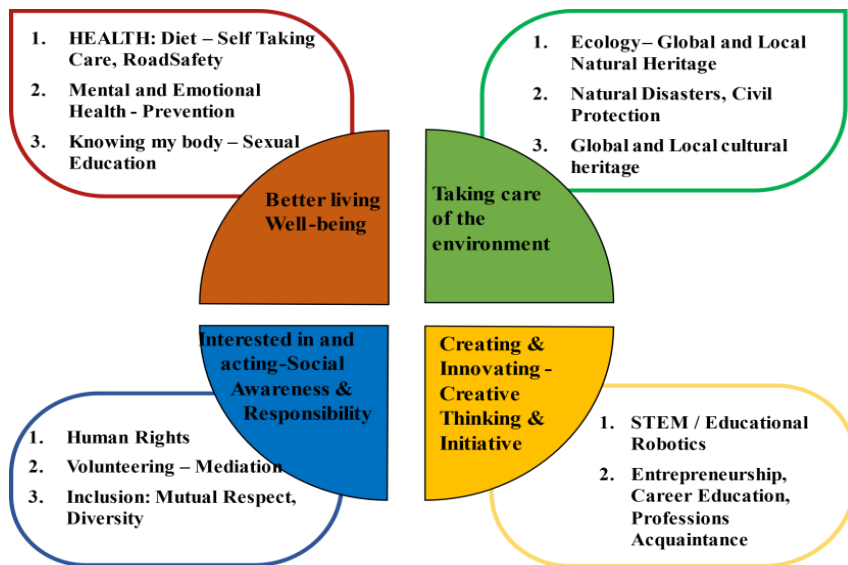 1. HEALTH: Diet – Self Taking
Care, RoadSafety
2. Mental and Emotional
Health - Prevention
3. Knowing my body – Sexual
Education
Better living
Well-being
1. Ecology– Global and Local
Natural Heritage
2. Natural Disasters, Civil
Protection
3. Global and Local cultural
heritage
Taking care
of the
environment
Interested in and
acting-Social
Awareness &
Responsibility
1. Human Rights
2. Volunteering – Mediation
3. Inclusion: Mutual Respect,
Diversity
Creating &
Innovating -
Creative
Thinking &
Initiative
1. STEM / Educational
Robotics
2. Entrepreneurship,
Career Education,
Professions
Acquaintance